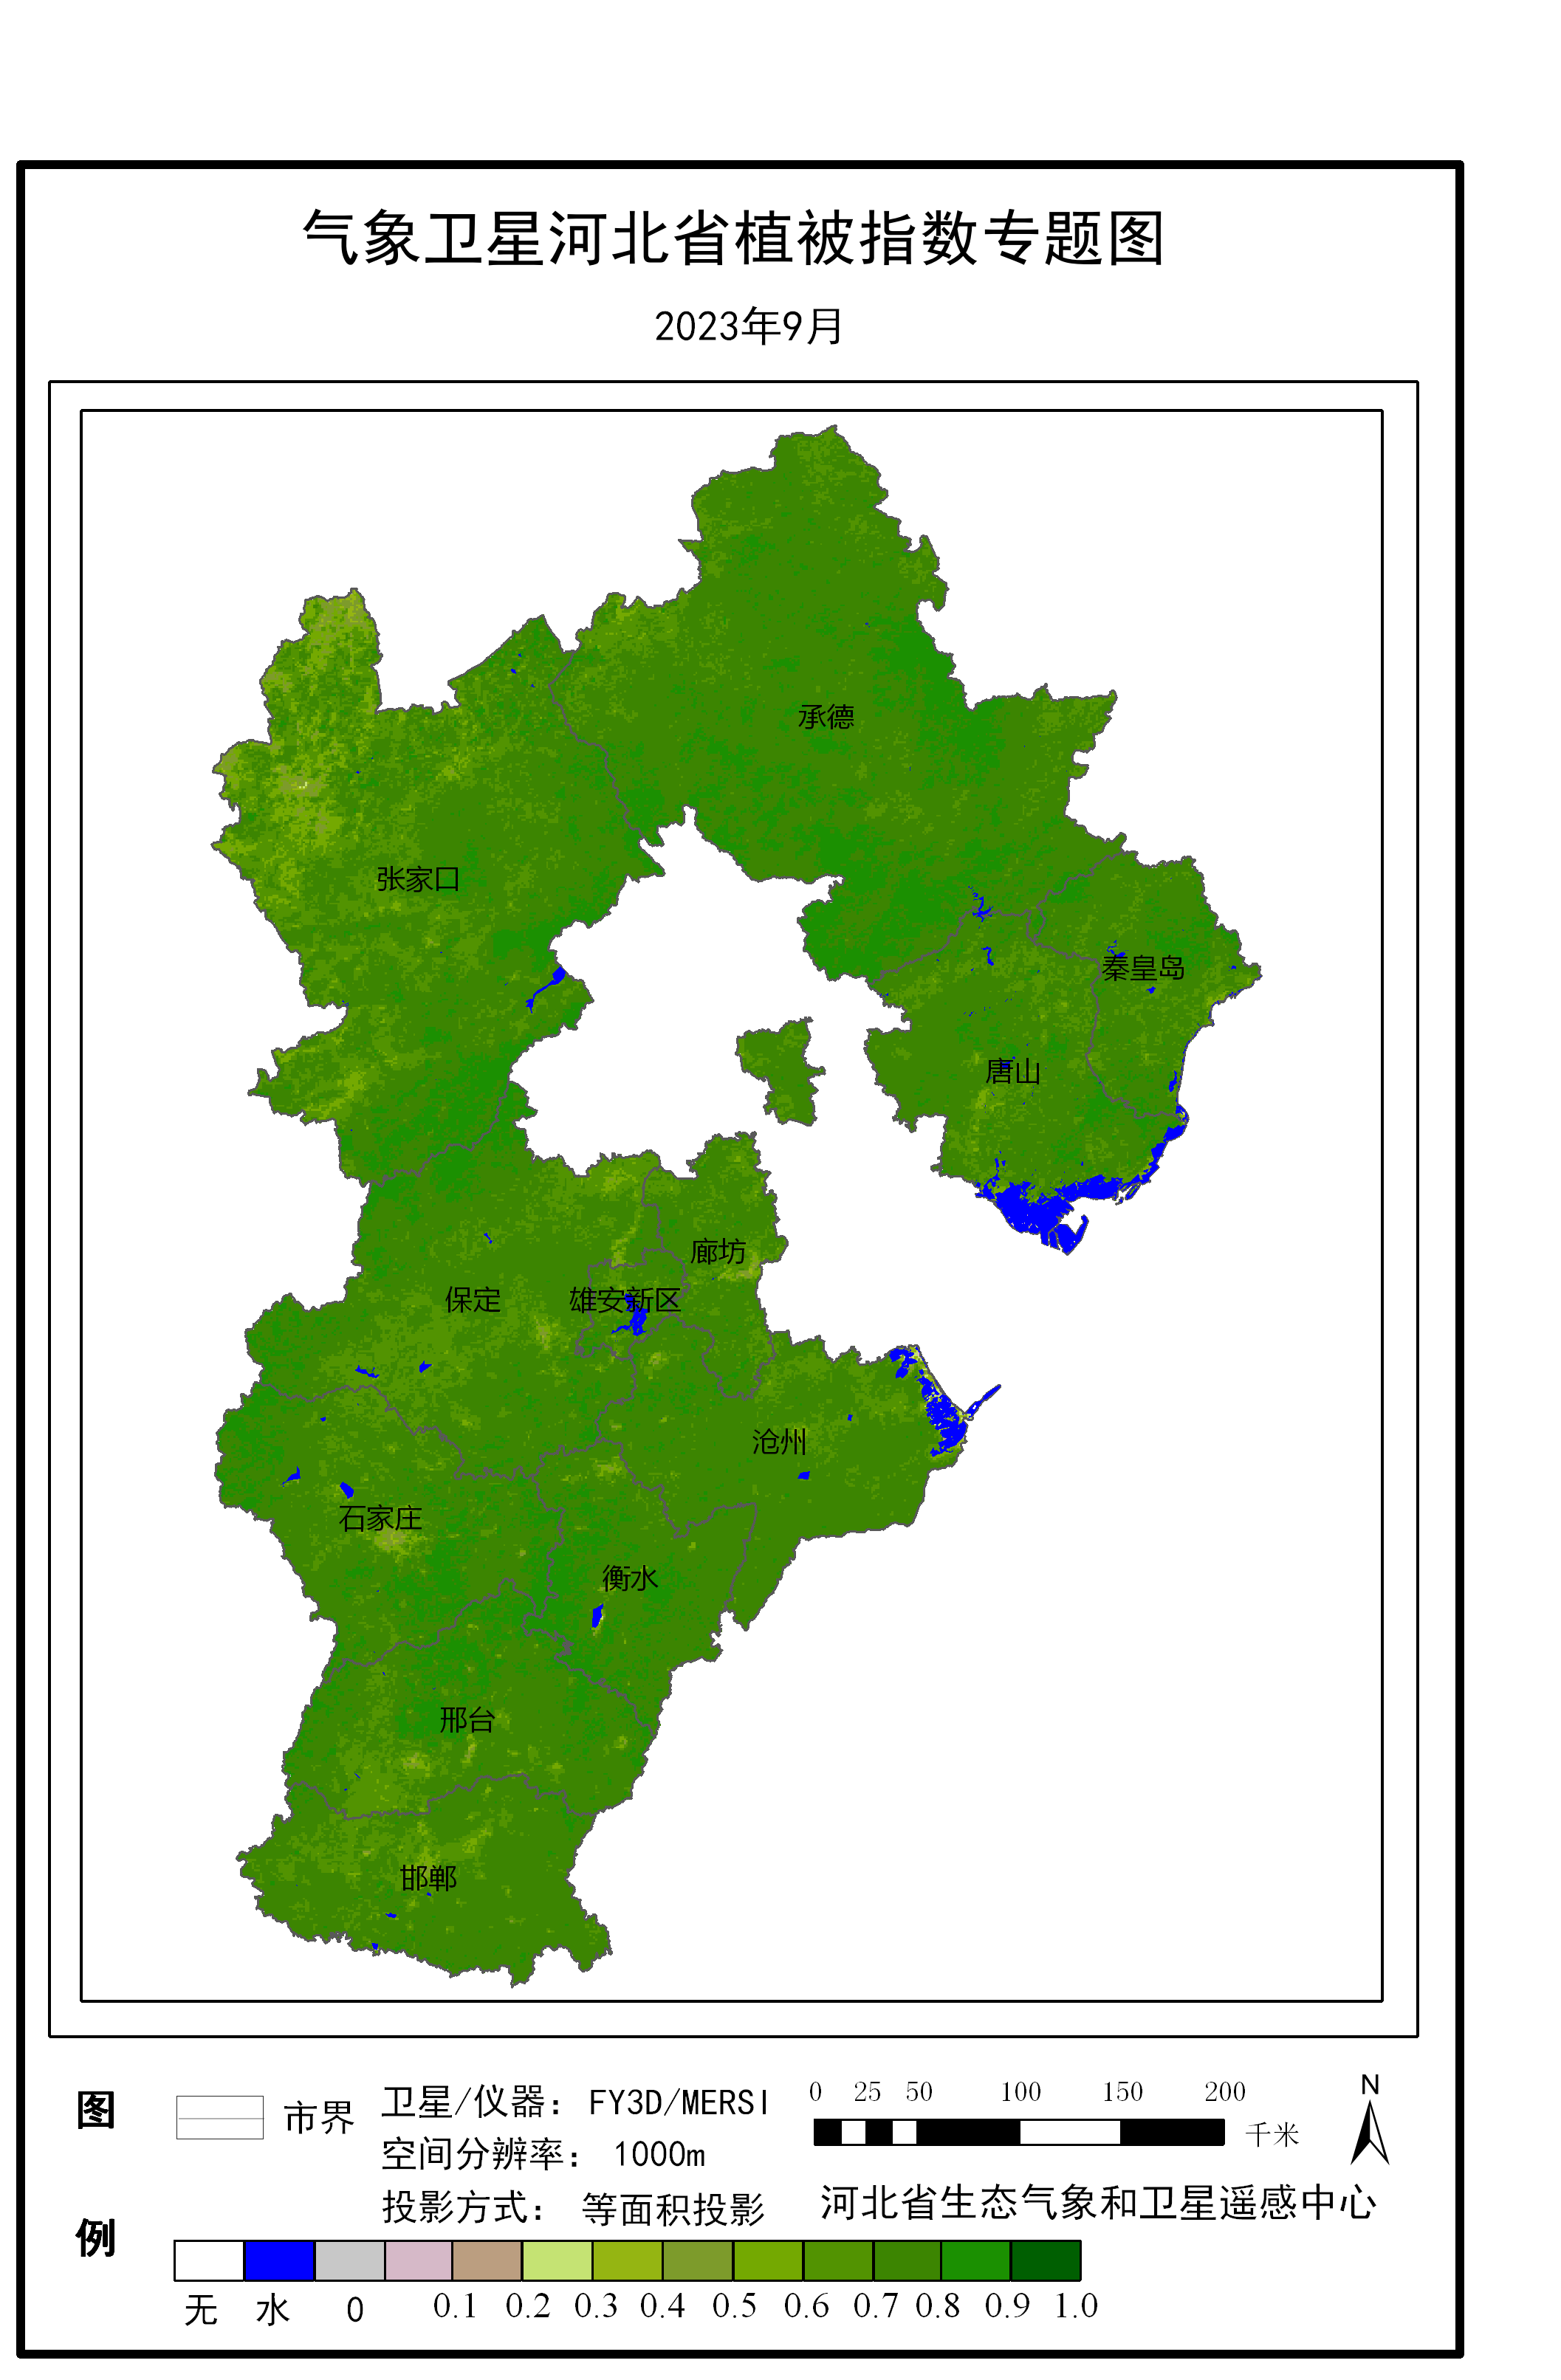 气象卫星河北省植被指数专题图
2023年9月
承德
张家口
秦皇岛
唐山
廊坊
保定
雄安新区
沧州
石家庄
衡水
邢台
邯郸
图
例
市界
卫星/仪器： FY3D/MERSI
空间分辨率： 1000m
投影方式： 等面积投影
0 25 50 100 150 200
千米
N
河北省生态气象和卫星遥感中心
无 水 0 0.1 0.2 0.3 0.4 0.5 0.6 0.7 0.8 0.9 1.0